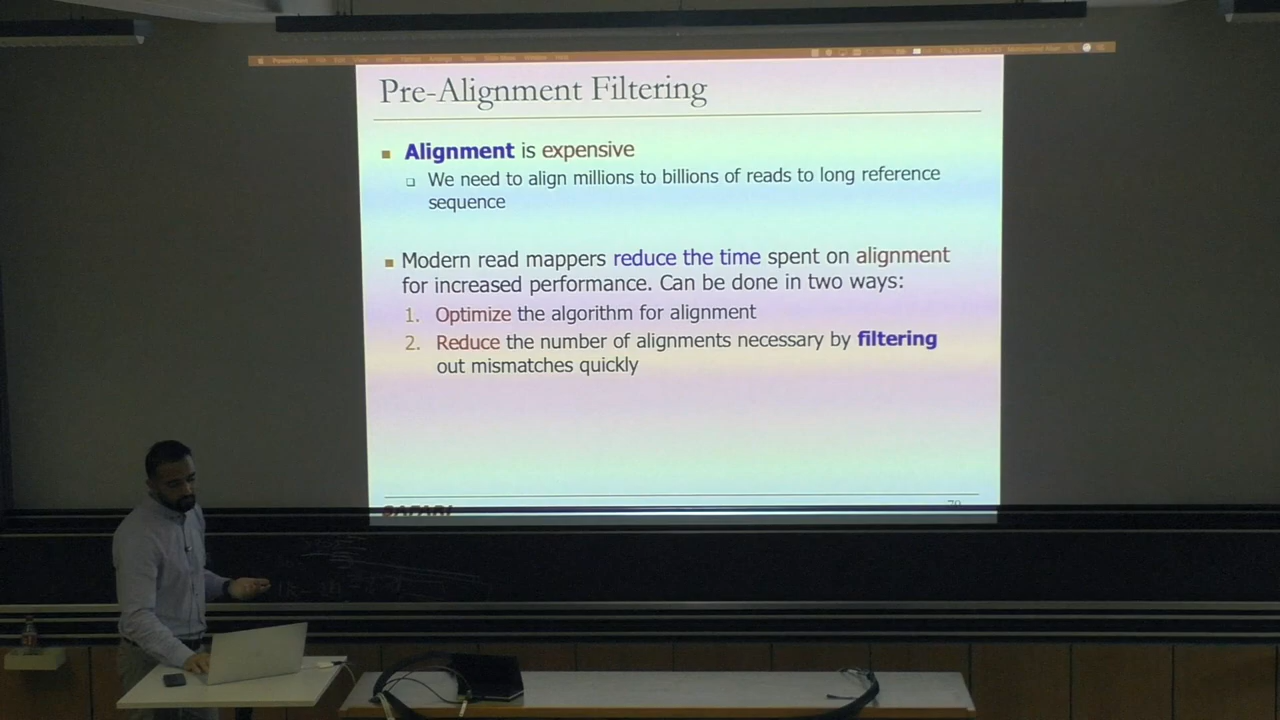 PowerPoint
Pre-Alignment Filtering
Alignment is expensive
We need to align millions to billions of reads to long reference
sequence
Modern read mappers reduce the time spent on alignment
for increased performance. Can be done in two ways:
1. Optimize the algorithm for alignment
2. Reduce the number of alignments necessary by filtering
out mismatches quickly
SAFARI